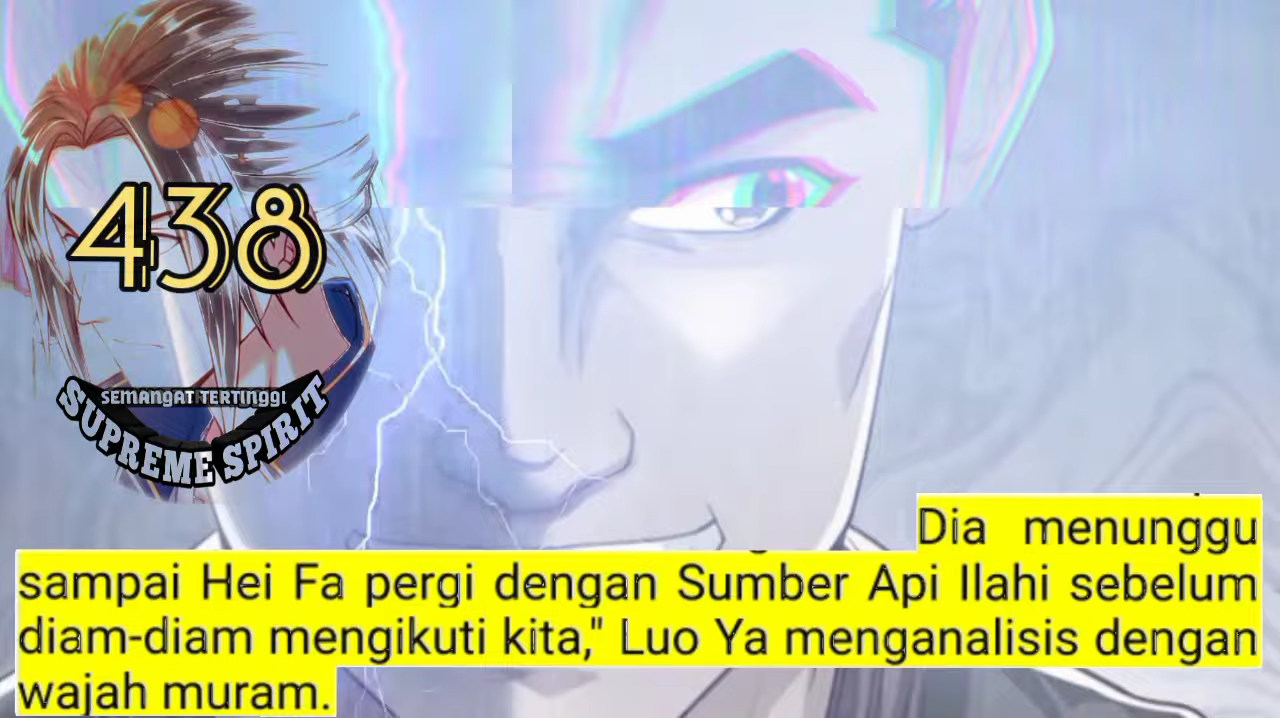 438
SEMANGAT TERTINGGI
SUPREME SPIRIT
Dia menunggu
sampai Hei Fa pergi dengan Sumber Api Ilahi sebelum
diam-diam mengikuti kita," Luo Ya menganalisis dengan
wajah muram.